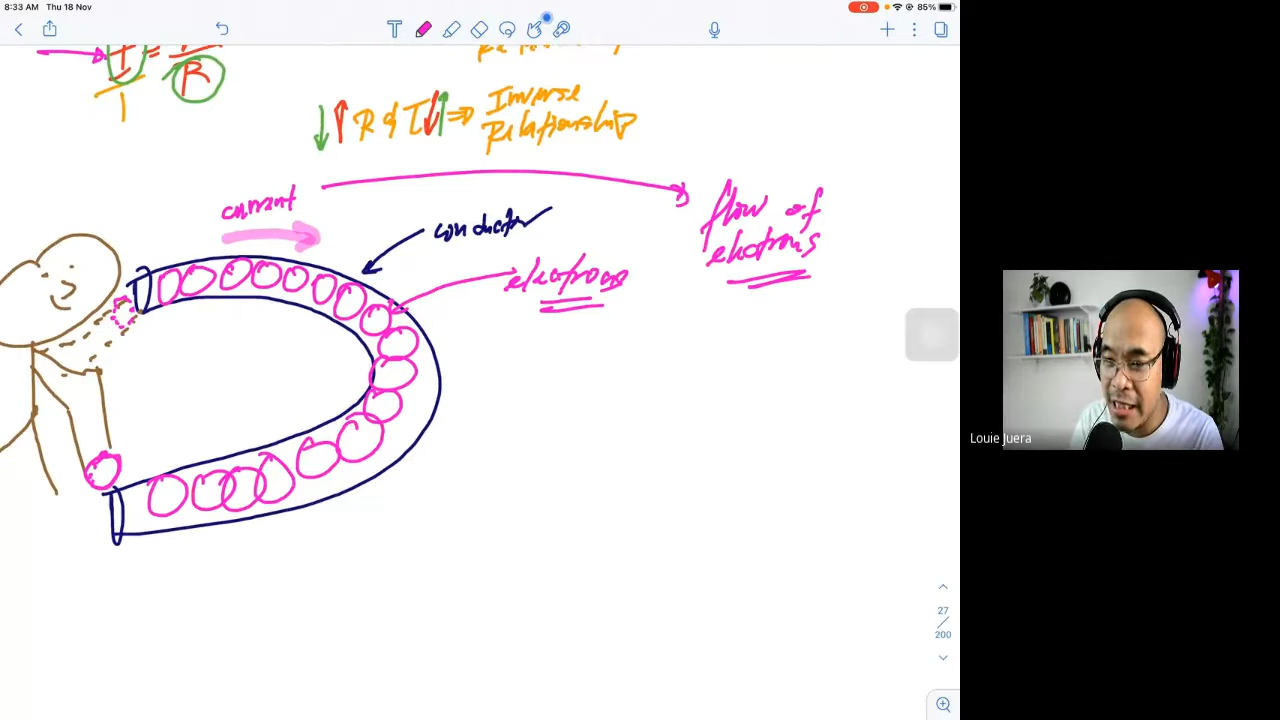 8:33 AM Thu 18 Nov
85%
I = 
R
1
R & I => Inverse
Relationship
current
flow of
electrons
conductor
electrons
Louie Juera
27
200